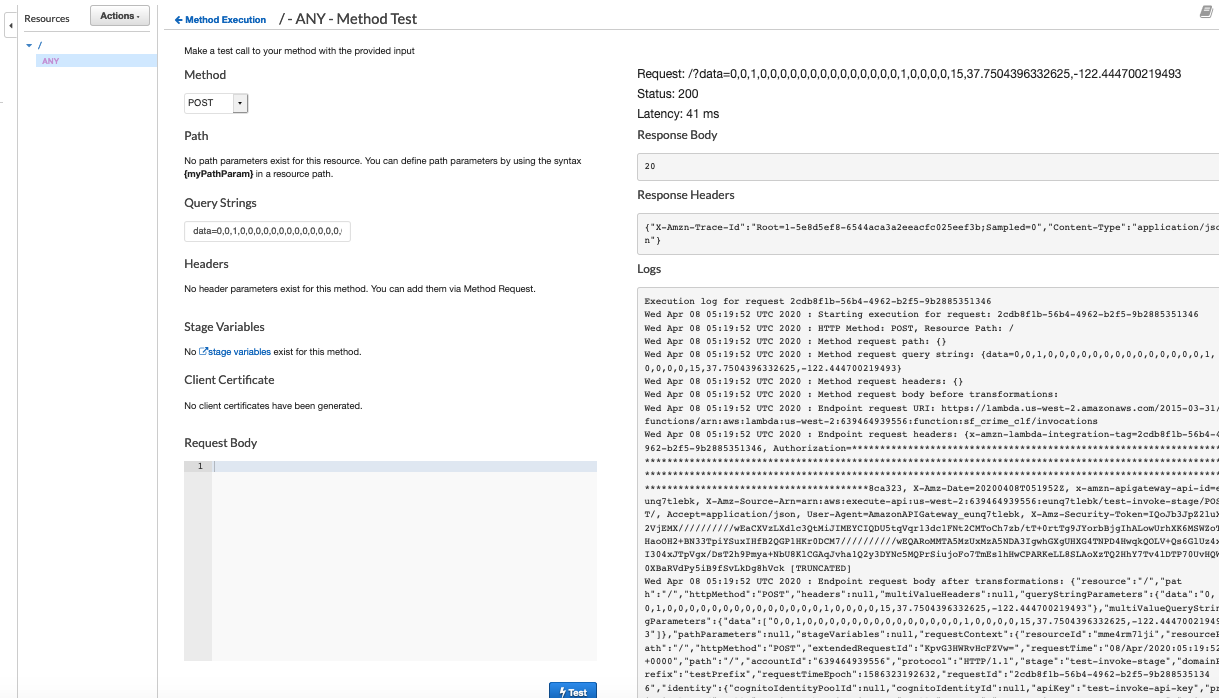 Resources
Actions
/
ANY
Method Execution / - ANY - Method Test
Make a test call to your method with the provided input
Method
POST
Path
No path parameters exist for this resource. You can define path parameters by using the syntax
{myPathParam} in a resource path.
Query Strings
data=0,0,1,0,0,0,0,0,0,0,0,0,0,0,0,0,
Headers
No header parameters exist for this method. You can add them via Method Request.
Stage Variables
No stage variables exist for this method.
Client Certificate
No client certificates have been generated.
Request Body
1
Test
Request: /?data=0,0,1,0,0,0,0,0,0,0,0,0,0,0,0,0,0,1,0,0,0,0,15,37.7504396332625,-122.444700219493
Status: 200
Latency: 41 ms
Response Body
20
Response Headers
{"X-Amzn-Trace-Id":"Root=1-5e8d5ef8-6544aca3a2eeacfc025eef3b;Sampled=0","Content-Type":"application/jso
n"}
Logs
Execution log for request 2cdb8f1b-56b4-4962-b2f5-9b2885351346
Wed Apr 08 05:19:52 UTC 2020 : Starting execution for request: 2cdb8f1b-56b4-4962-b2f5-9b2885351346
Wed Apr 08 05:19:52 UTC 2020 : HTTP Method: POST, Resource Path: /
Wed Apr 08 05:19:52 UTC 2020 : Method request path: {}
Wed Apr 08 05:19:52 UTC 2020 : Method request query string: {data=0,0,1,0,0,0,0,0,0,0,0,0,0,0,0,0,0,1,
0,0,0,0,15,37.7504396332625,-122.444700219493}
Wed Apr 08 05:19:52 UTC 2020 : Method request headers: {}
Wed Apr 08 05:19:52 UTC 2020 : Method request body before transformations:
Wed Apr 08 05:19:52 UTC 2020 : Endpoint request URI: https://lambda.us-west-2.amazonaws.com/2015-03-31/
functions/arn:aws:lambda:us-west-2:639464939556:function:sf_crime_clf/invocations
Wed Apr 08 05:19:52 UTC 2020 : Endpoint request headers: {x-amzn-lambda-integration-tag=2cdb8f1b-56b4-4
962-b2f5-9b2885351346, Authorization=******************************************************************
*******************************************************************************************************
*******************************************************************************************************
****************************************8ca323, X-Amz-Date=20200408T051952Z, x-amzn-apigateway-api-id=e
unq7tlebk, X-Amz-Source-Arn=arn:aws:execute-api:us-west-2:639464939556:eunq7tlebk/test-invoke-stage/POS
T/, Accept=application/json, User-Agent=AmazonAPIGateway_eunq7tlebk, X-Amz-Security-Token=IQoJb3JpZ2luX
[TRUNCATED]
Wed Apr 08 05:19:52 UTC 2020 : Endpoint request body after transformations: {"resource":"/","pat
h":"/","httpMethod":"POST","headers":null,"multiValueHeaders":null,"queryStringParameters":{"data":"0,
0,1,0,0,0,0,0,0,0,0,0,0,0,0,0,0,1,0,0,0,0,15,37.7504396332625,-122.444700219493"},"multiValueQueryStrin
gParameters":{"data":["0,0,1,0,0,0,0,0,0,0,0,0,0,0,0,0,0,1,0,0,0,0,15,37.7504396332625,-122.44470021949
3"]},"pathParameters":null,"stageVariables":null,"requestContext":{"resourceId":"mme4rm7lji","resourceP
ath":"/","httpMethod":"POST","extendedRequestId":"KpvG3HWRvHcFZVw=","requestTime":"08/Apr/2020:05:19:52
+0000","path":"/","accountId":"639464939556","protocol":"HTTP/1.1","stage":"test-invoke-stage","domainP
refix":"testPrefix","requestTimeEpoch":1586323192632,"requestId":"2cdb8f1b-56b4-4962-b2f5-9b288535134
6","identity":{"cognitoIdentityPoolId":null,"cognitoIdentityId":null,"apiKey":"test-invoke-api-key","pr